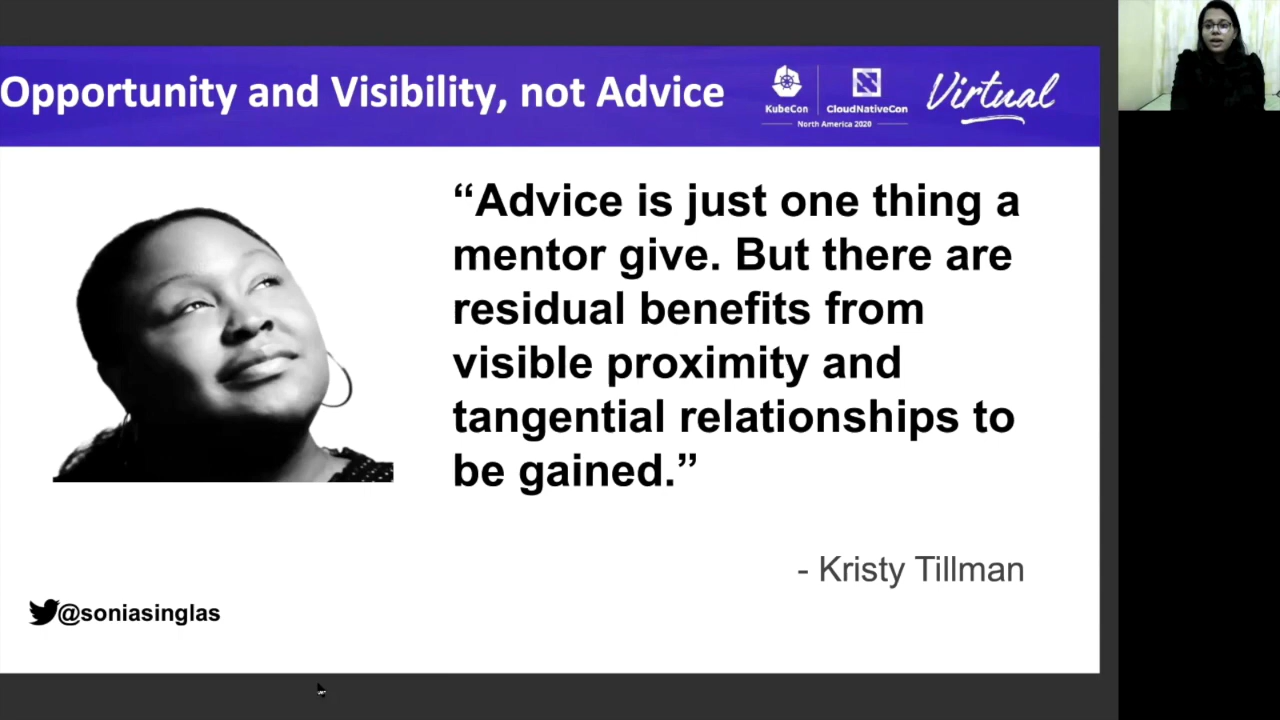 Opportunity and Visibility, not Advice
KubeCon
CloudNativeCon
North America 2020
Virtual
“Advice is just one thing a
mentor give. But there are
residual benefits from
visible proximity and
tangential relationships to
be gained.”
- Kristy Tillman
@soniasinglas